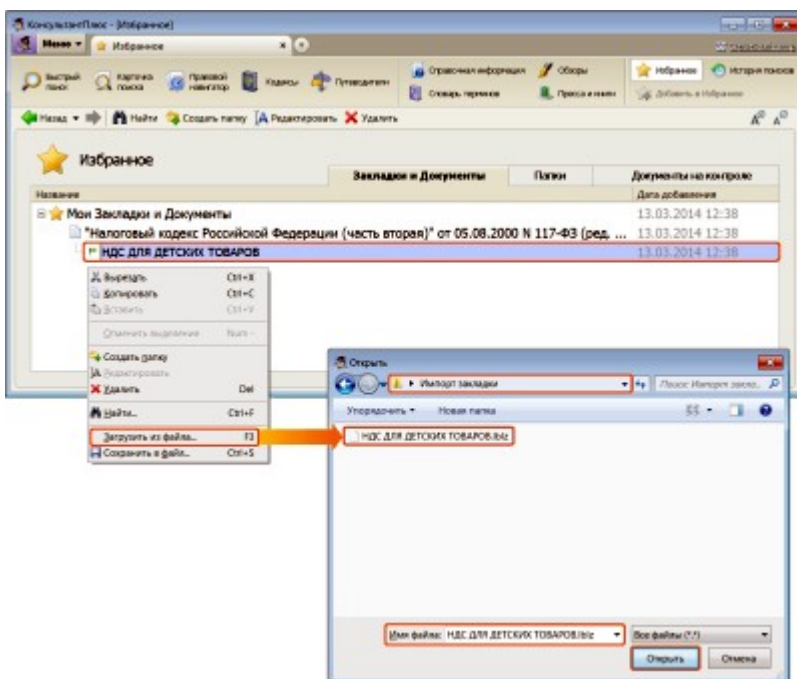 КонсультантПлюс - [Избранное]
Меню Избранное
Быстрый поиск Карточка поиска Правовой навигатор Кодексы Путеводители Справочная информация Словарь терминов Обзоры Пресса и книги Избранное Добавить в Избранное История поисков
Назад Найти Создать папку Редактировать Удалить
Избранное
Закладки и Документы Папки Документы на контроле
Название Дата добавления
Мои Закладки и Документы 13.03.2014 12:38
"Налоговый кодекс Российской Федерации (часть вторая)" от 05.08.2000 N 117-ФЗ (ред. ... 13.03.2014 12:38
НДС ДЛЯ ДЕТСКИХ ТОВАРОВ 13.03.2014 12:38
Вырезать Ctrl+X
Копировать Ctrl+C
Вставить Ctrl+V
Отменить выделение Num -
Создать папку
Редактировать
Удалить Del
Найти... Ctrl+F
Загрузить из файла... F3
Сохранить в файл... Ctrl+S
Открыть
Импорт закладки Поиск: Импорт
Упорядочить Новая папка
НДС ДЛЯ ДЕТСКИХ ТОВАРОВ
Имя файла: НДС ДЛЯ ДЕТСКИХ ТОВАРОВ Все файлы (*.*)
Открыть Отмена